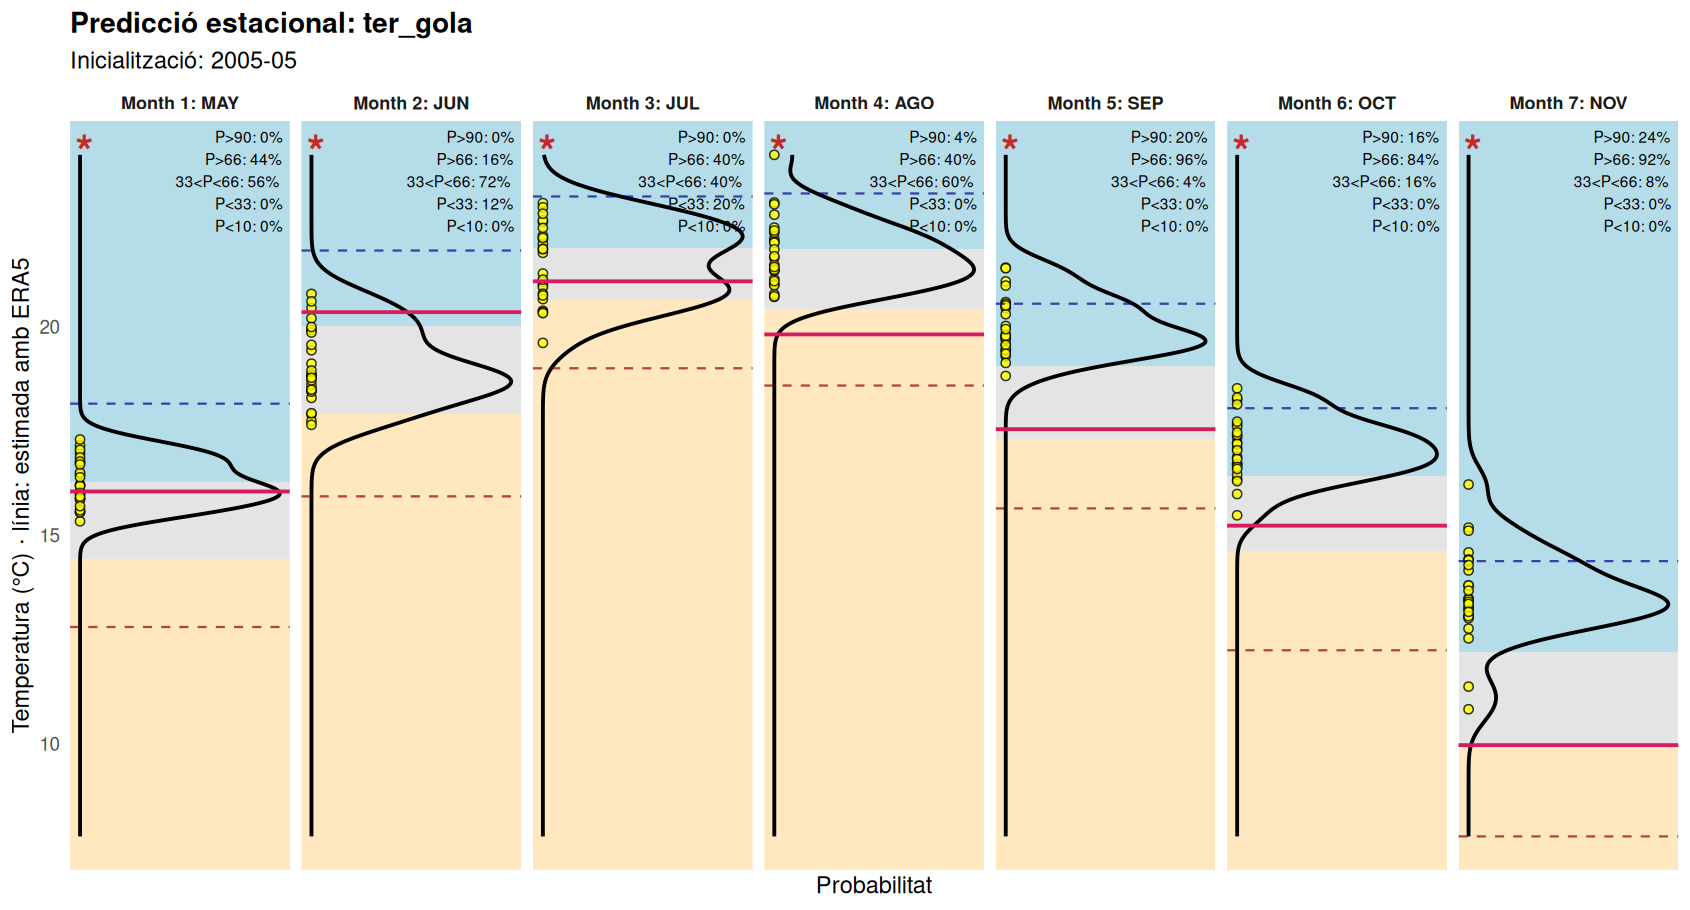 Predicció estacional: ter_gola
Inicialització: 2005-05
Month 1: MAY
Month 2: JUN
Month 3: JUL
Month 4: AGO
Month 5: SEP
Month 6: OCT
Month 7: NOV
*
P>90: 0%
P>66: 44%
33<P<66: 56%
P<33: 0%
P<10: 0%
*
P>90: 0%
P>66: 16%
33<P<66: 72%
P<33: 12%
P<10: 0%
*
P>90: 0%
P>66: 40%
33<P<66: 40%
P<33: 20%
P<10: 0%
*
P>90: 4%
P>66: 40%
33<P<66: 60%
P<33: 0%
P<10: 0%
*
P>90: 20%
P>66: 96%
33<P<66: 4%
P<33: 0%
P<10: 0%
*
P>90: 16%
P>66: 84%
33<P<66: 16%
P<33: 0%
P<10: 0%
*
P>90: 24%
P>66: 92%
33<P<66: 8%
P<33: 0%
P<10: 0%
Temperatura (°C) · línia: estimada amb ERA5
20
15
10
Probabilitat